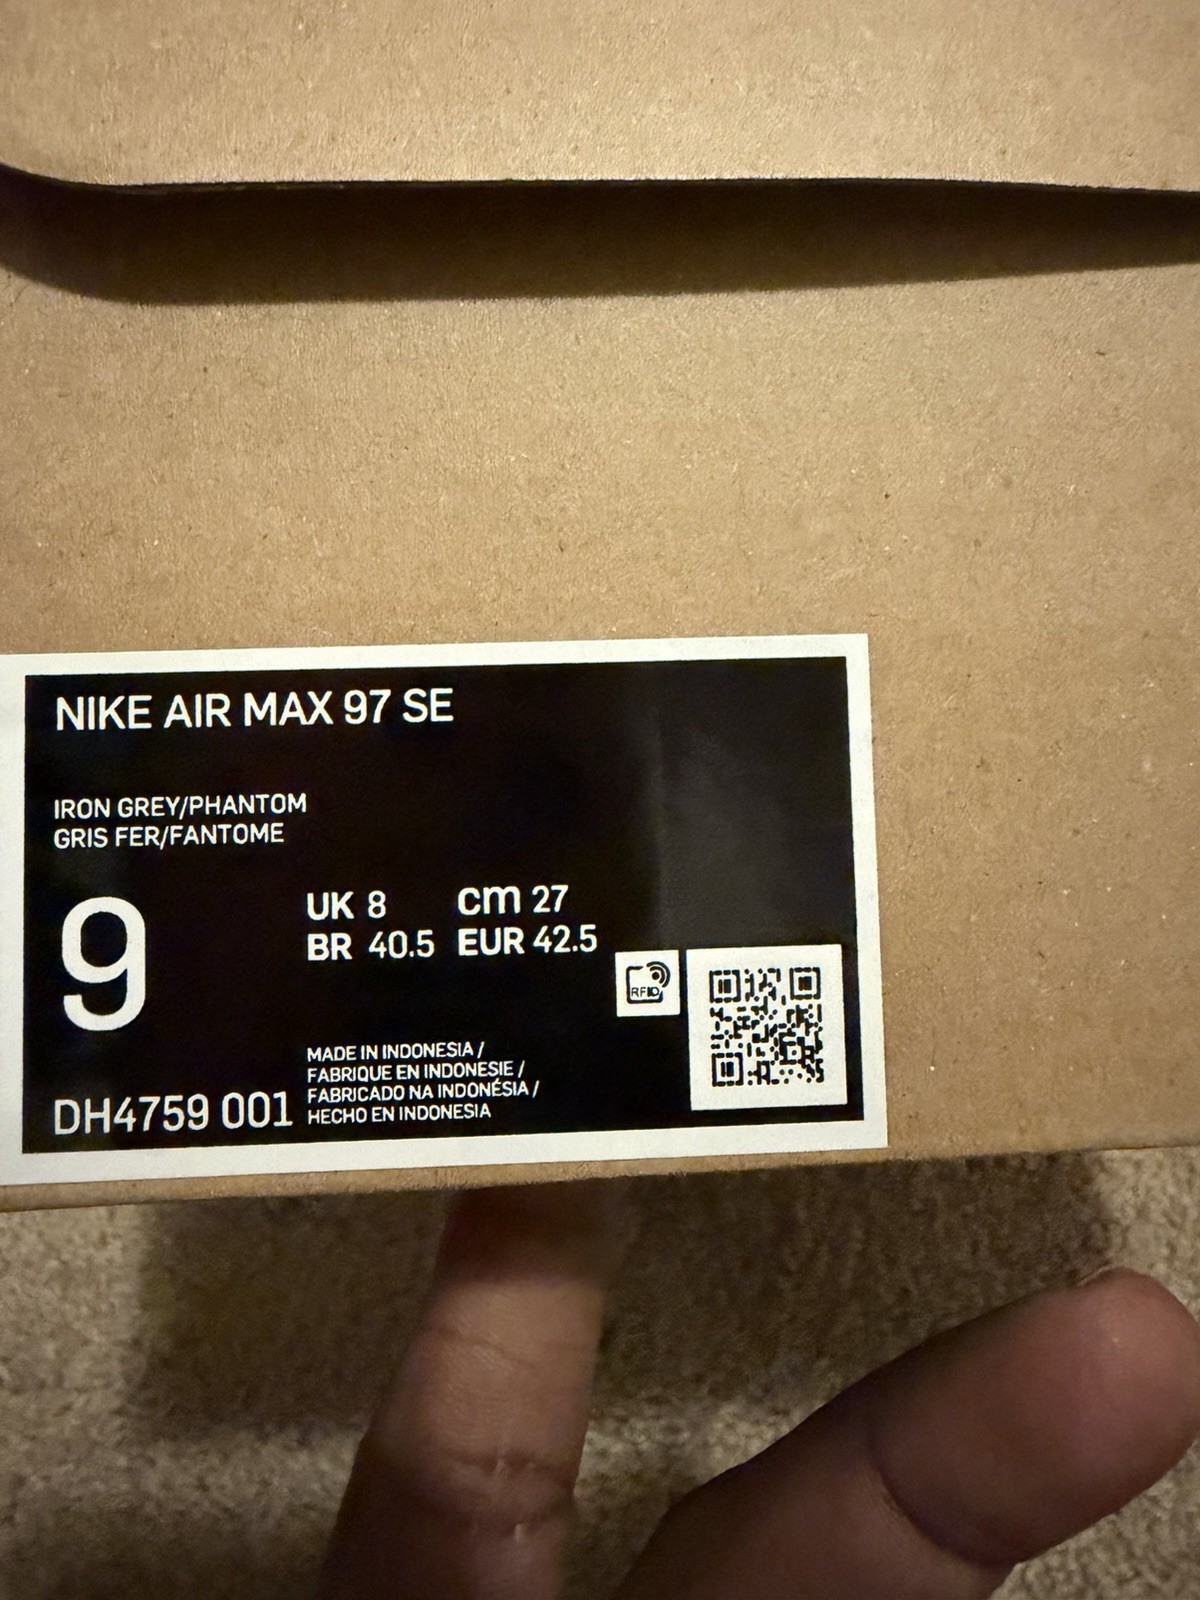 NIKE AIR MAX 97 SE
IRON GREY/PHANTOM
GRIS FER/FANTOME
9
UK 8 cm 27
BR 40.5 EUR 42.5
RFID
MADE IN INDONESIA /
FABRIQUE EN INDONESIE /
FABRICADO NA INDONÉSIA /
HECHO EN INDONESIA
DH4759 001